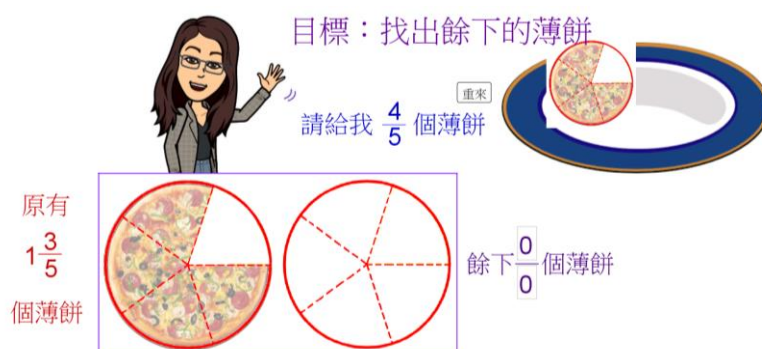 目標：找出餘下的薄餅
重來
請給我 4/5 個薄餅
原有
1 3/5
個薄餅
餘下 0/0 個薄餅